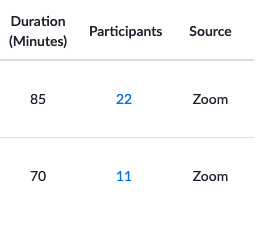 Duration
(Minutes) Participants Source
85 22 Zoom
70 11 Zoom